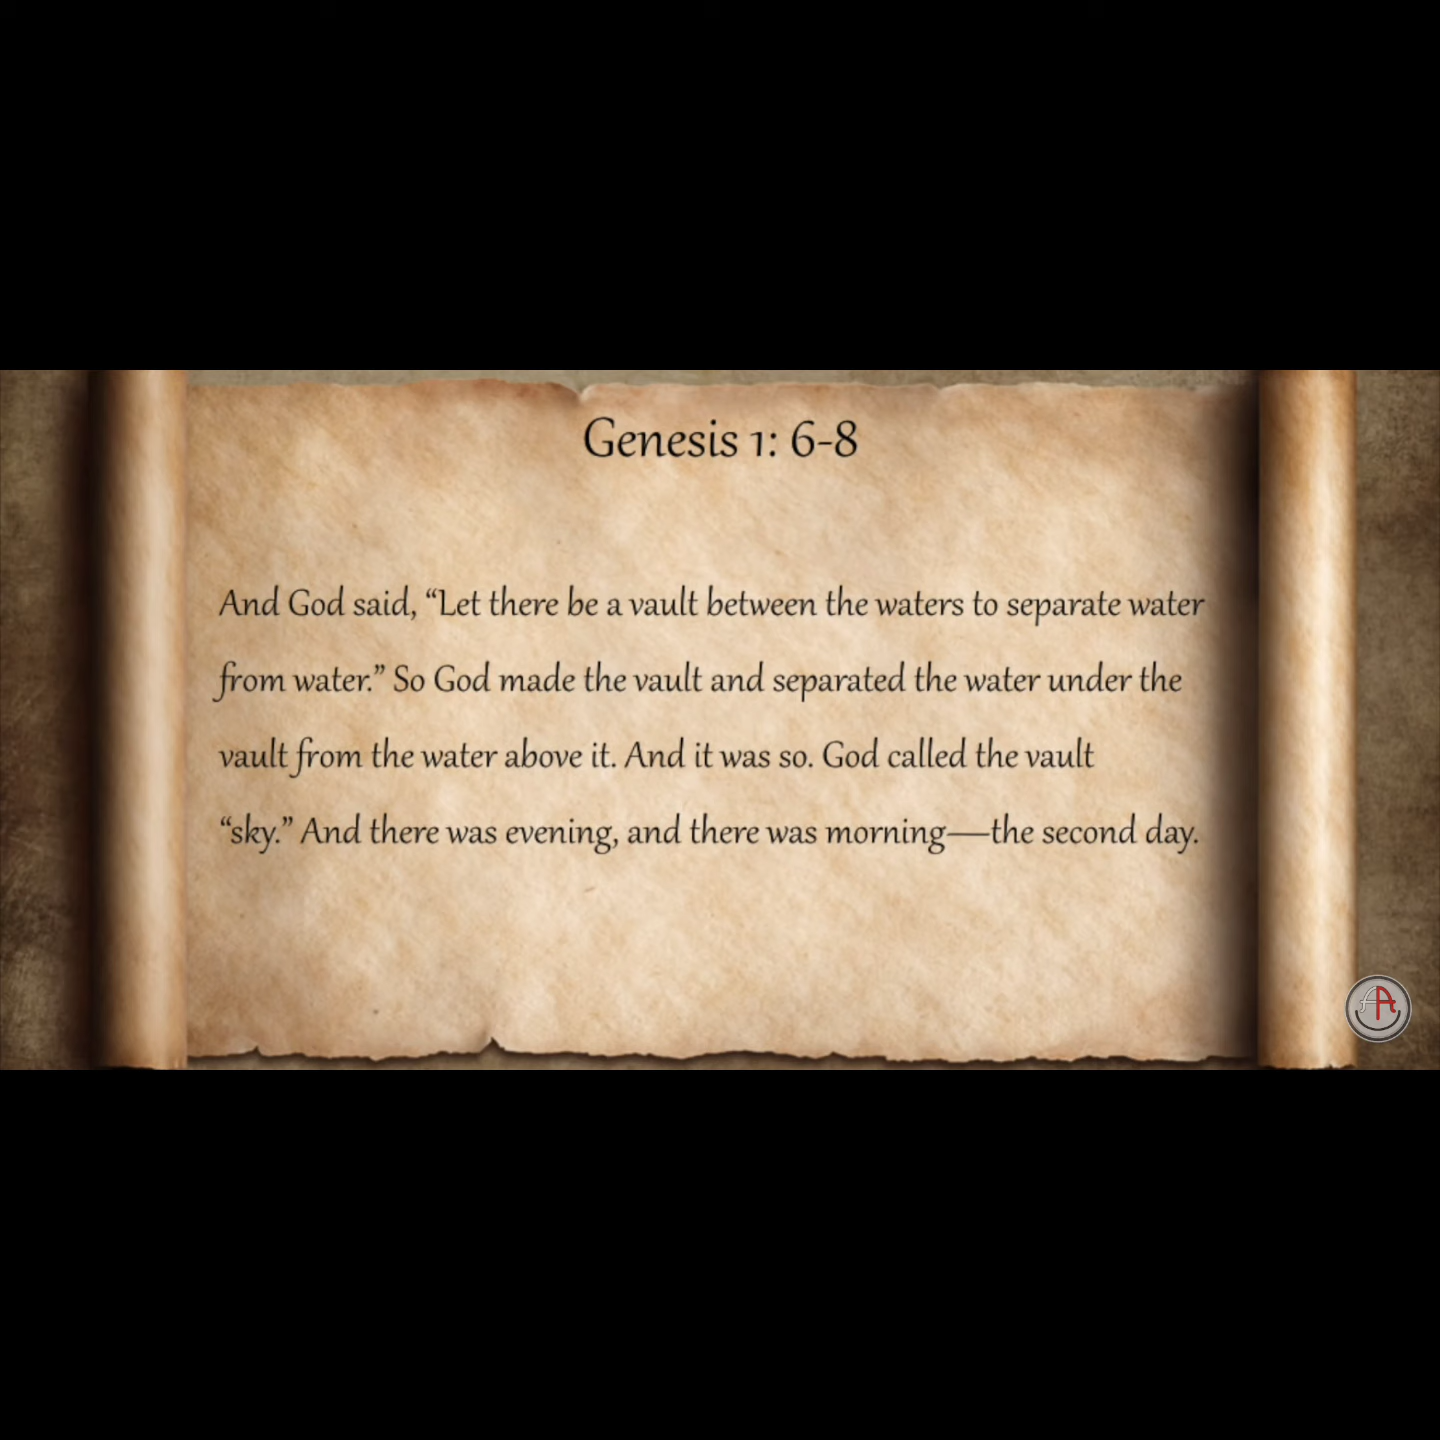 Genesis 1: 6-8
And God said, “Let there be a vault between the waters to separate water
from water.” So God made the vault and separated the water under the
vault from the water above it. And it was so. God called the vault
“sky.” And there was evening, and there was morning—the second day.
AA